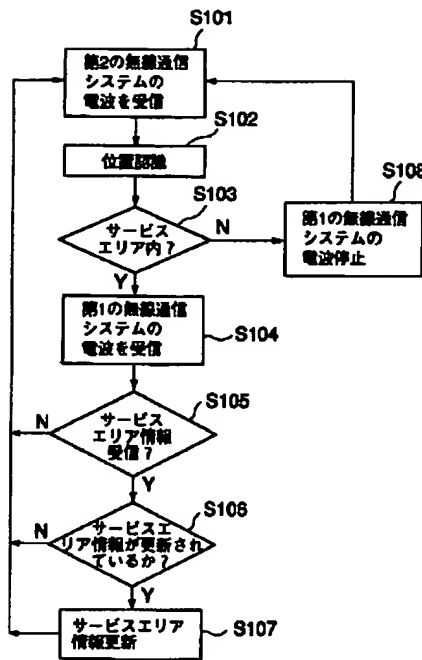 S101
第2の無線通信
システムの
電波を受信
S102
位置認識
S103
サービス
エリア内？
N
Y
S108
第1の無線通信
システムの
電波停止
第1の無線通信
システムの
電波を受信
S104
S105
サービス
エリア情報
受信？
N
Y
S106
サービスエ
リア情報が更新され
ているか？
N
Y
サービスエリア
情報更新
S107